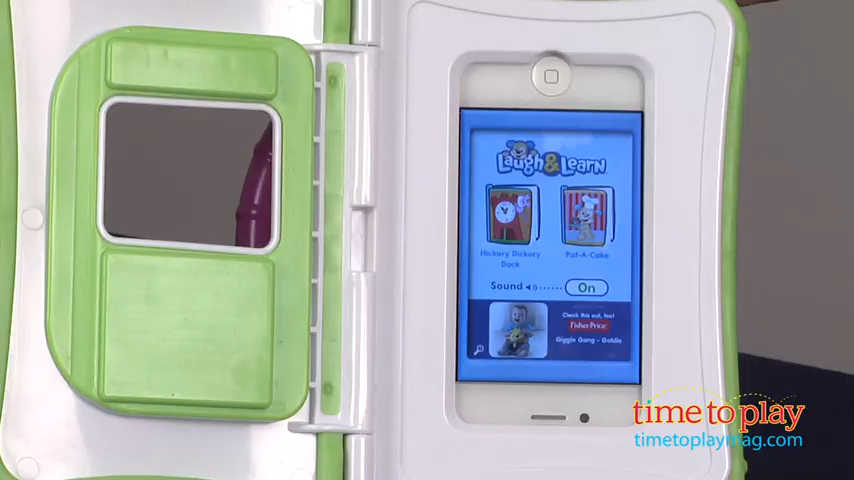 Laugh & Learn
Hickory Dickory
Dock
Pat-A-Cake
Sound
On
Check this out, too!
Fisher-Price
Giggle Gang - Goldie
time to play
timetoplaymag.com